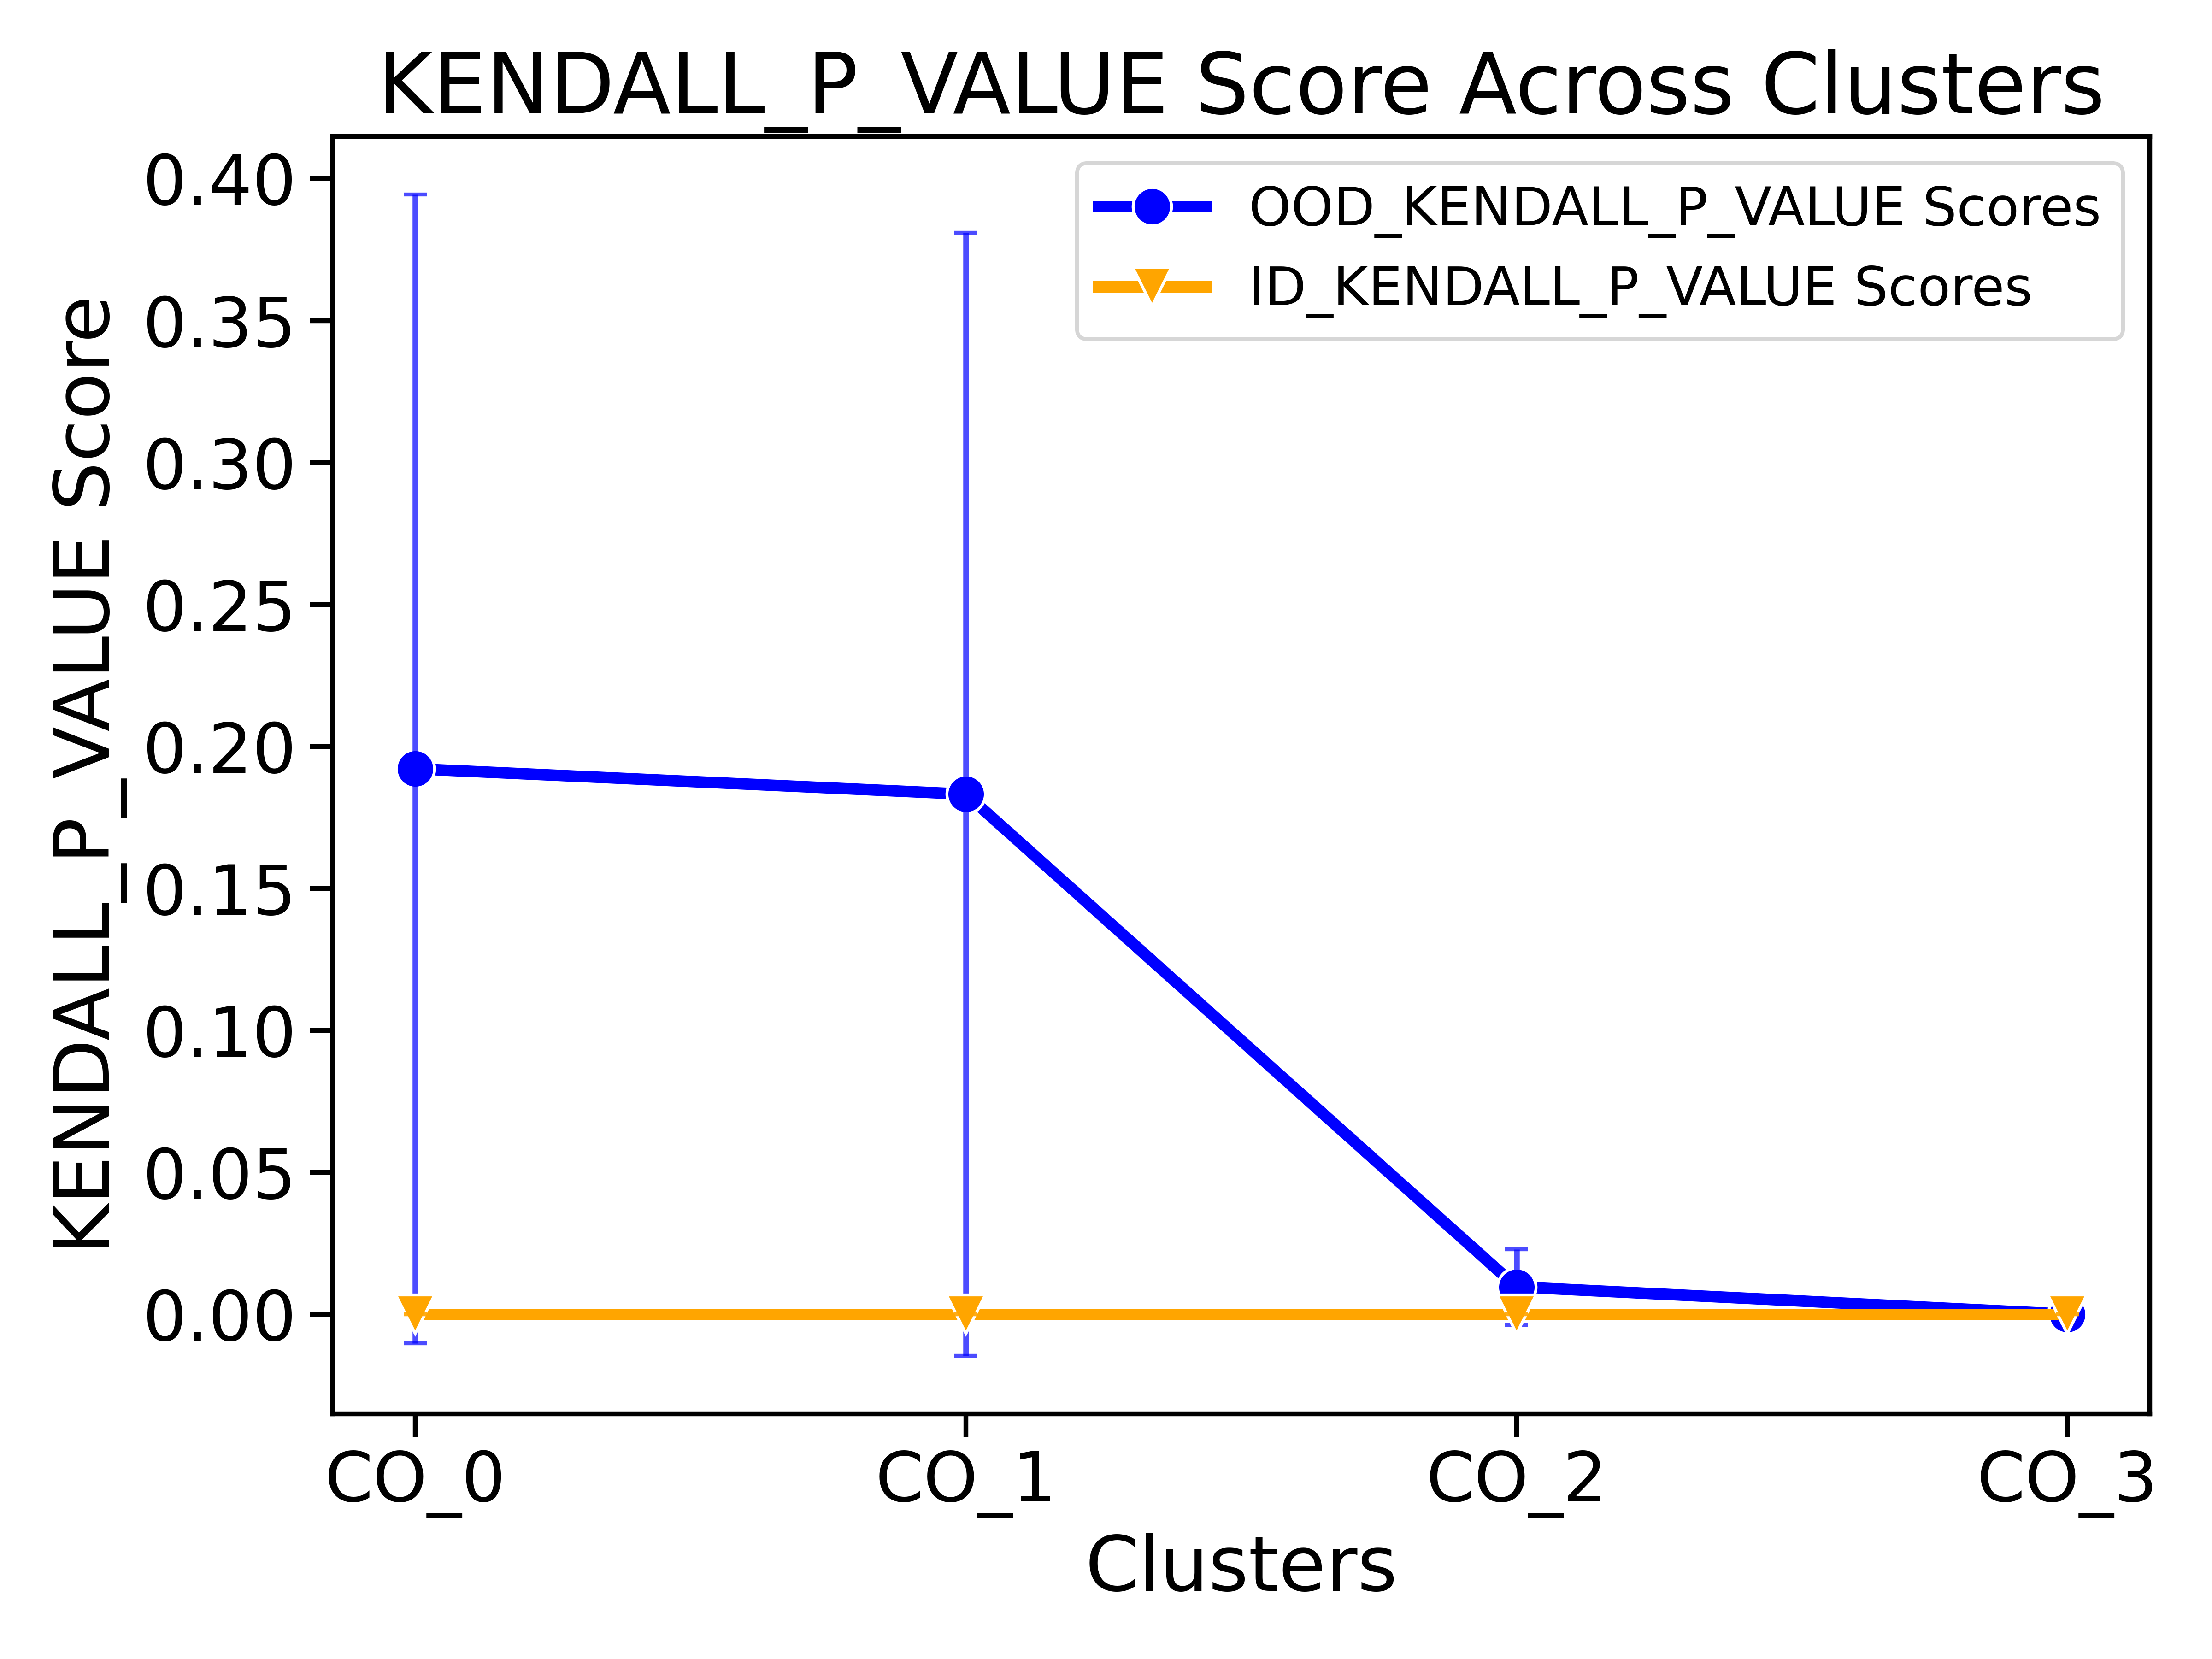 KENDALL_P_VALUE Score Across Clusters
OOD_KENDALL_P_VALUE Scores
ID_KENDALL_P_VALUE Scores
KENDALL_P_VALUE Score
0.40
0.35
0.30
0.25
0.20
0.15
0.10
0.05
0.00
CO_0 CO_1 CO_2 CO_3
Clusters